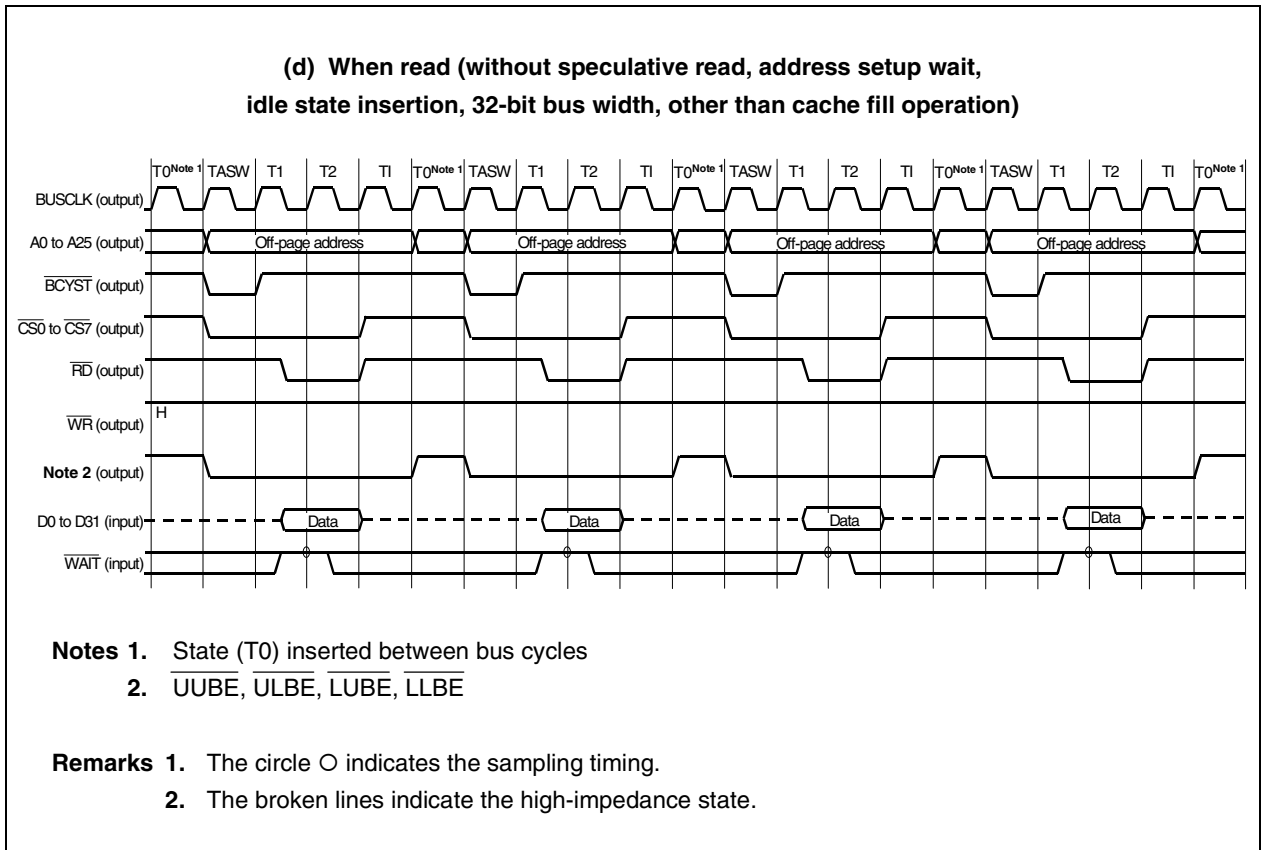 (d) When read (without speculative read, address setup wait,
idle state insertion, 32-bit bus width, other than cache fill operation)
T0Note 1 TASW T1 T2 TI T0Note 1 TASW T1 T2 TI T0Note 1 TASW T1 T2 TI T0Note 1 TASW T1 T2 TI T0Note 1
BUSCLK (output)
A0 to A25 (output) Off-page address Off-page address Off-page address Off-page address
BCYST (output)
CS0 to CS7 (output)
RD (output)
WR (output) H
Note 2 (output)
D0 to D31 (input) Data Data Data Data
WAIT (input)
Notes 1. State (T0) inserted between bus cycles
2. UUBE, ULBE, LUBE, LLBE
Remarks 1. The circle O indicates the sampling timing.
2. The broken lines indicate the high-impedance state.